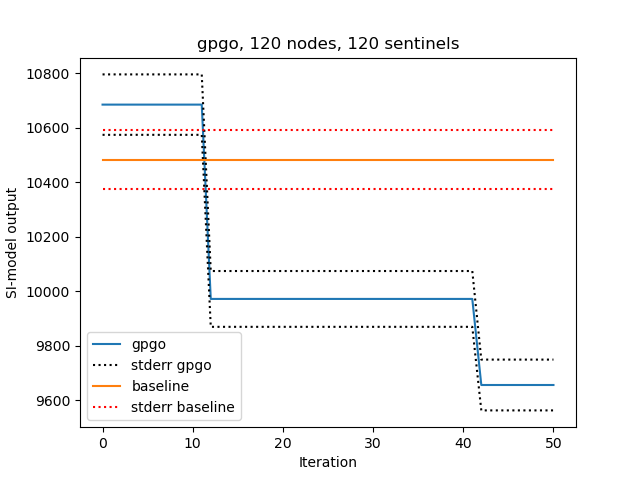 gpgo, 120 nodes, 120 sentinels
SI-model output
10800
10600
10400
10200
10000
9800
9600
gpgo
stderr gpgo
baseline
stderr baseline
0 10 20 30 40 50
Iteration